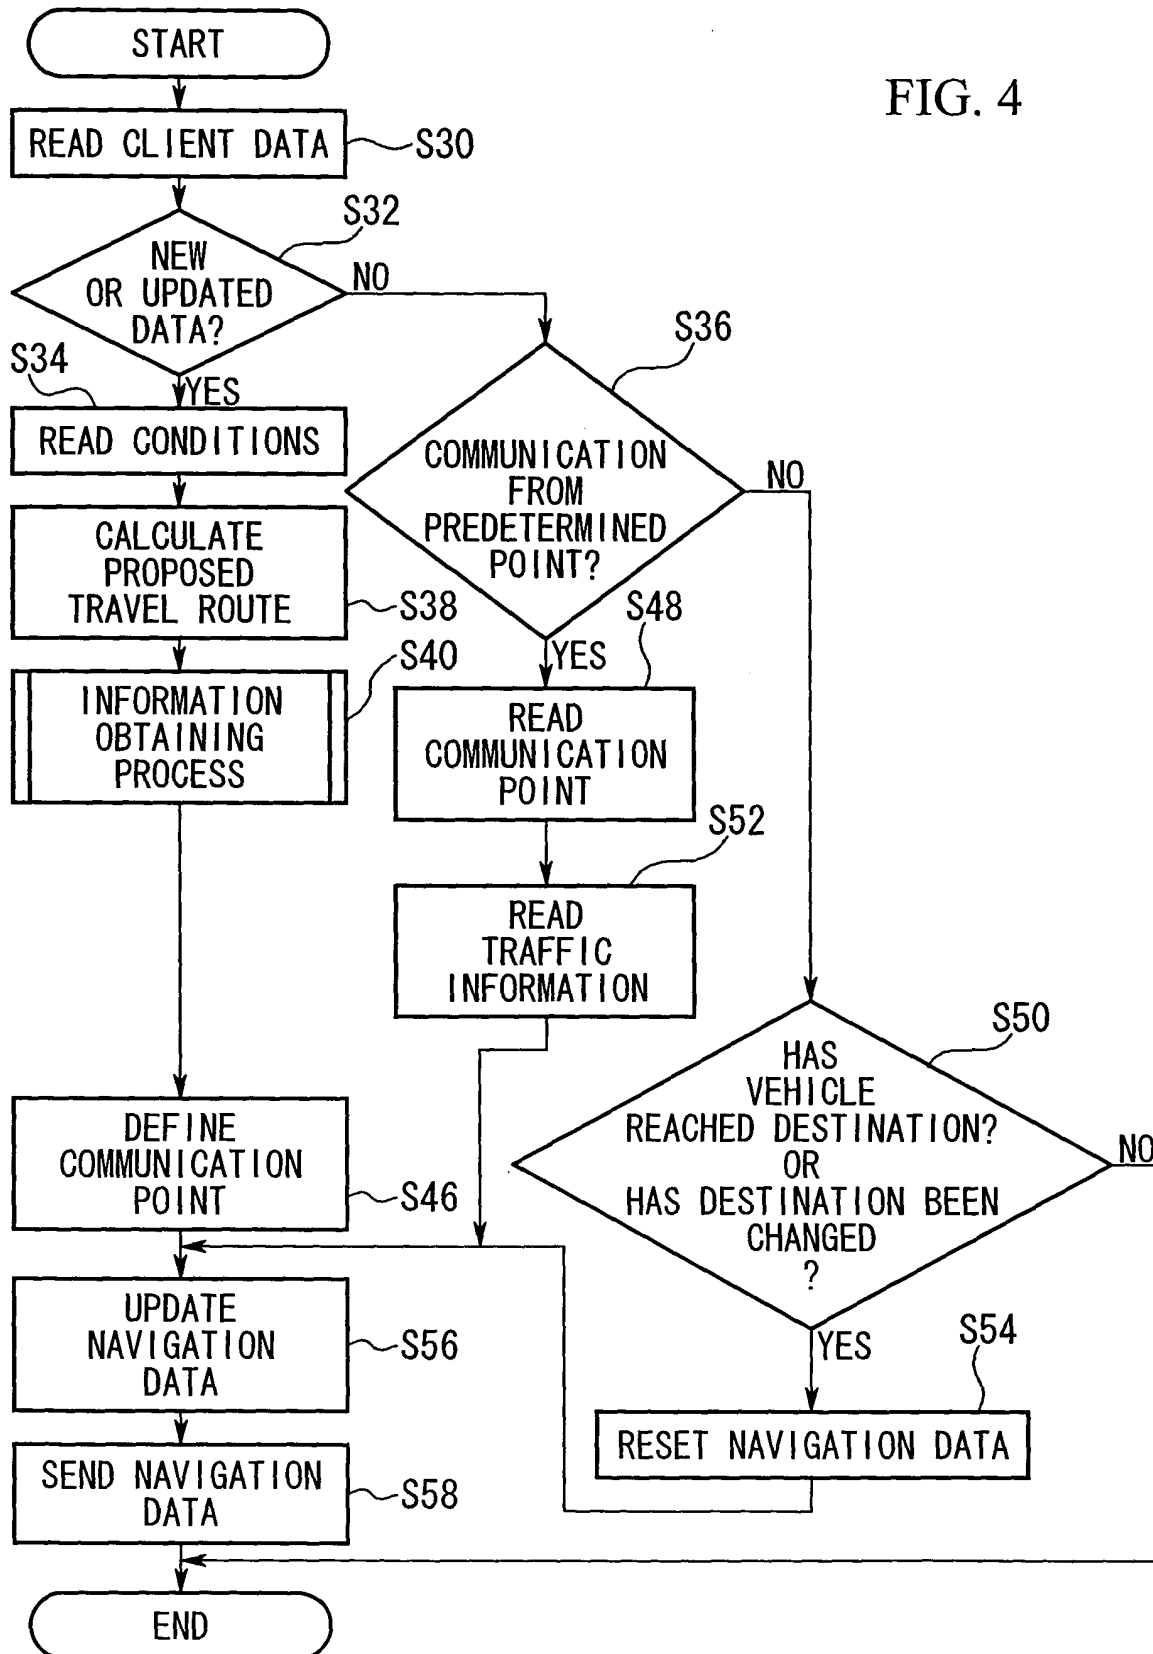 START
FIG. 4
READ CLIENT DATA
S30
S32
NEW
OR UPDATED
DATA?
NO
YES
S34
READ CONDITIONS
S36
COMMUNICATION
FROM
PREDETERMINED
POINT?
NO
YES
CALCULATE
PROPOSED
TRAVEL ROUTE
S38
S40
INFORMATION
OBTAINING
PROCESS
S48
READ
COMMUNICATION
POINT
S52
READ
TRAFFIC
INFORMATION
S50
HAS
VEHICLE
REACHED DESTINATION?
OR
HAS DESTINATION BEEN
CHANGED
?
NO
YES
DEFINE
COMMUNICATION
POINT
S46
UPDATE
NAVIGATION
DATA
S56
S54
RESET NAVIGATION DATA
SEND NAVIGATION
DATA
S58
END